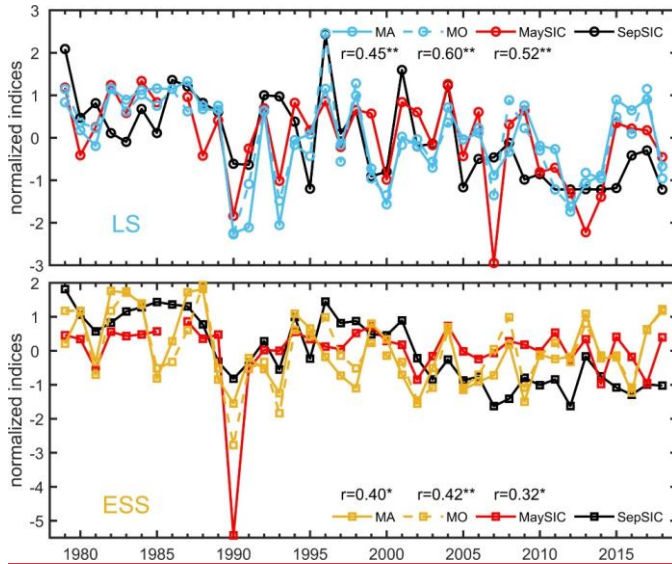 3
MA MO MaySIC SepSIC
2
r=0.45** r=0.60** r=0.52**
1
0
-1
-2
LS
-3
normalized indices
2
1
0
-1
-2
-3
r=0.40* r=0.42** r=0.32*
-4
ESS
MA MO MaySIC SepSIC
-5
normalized indices
1980 1985 1990 1995 2000 2005 2010 2015